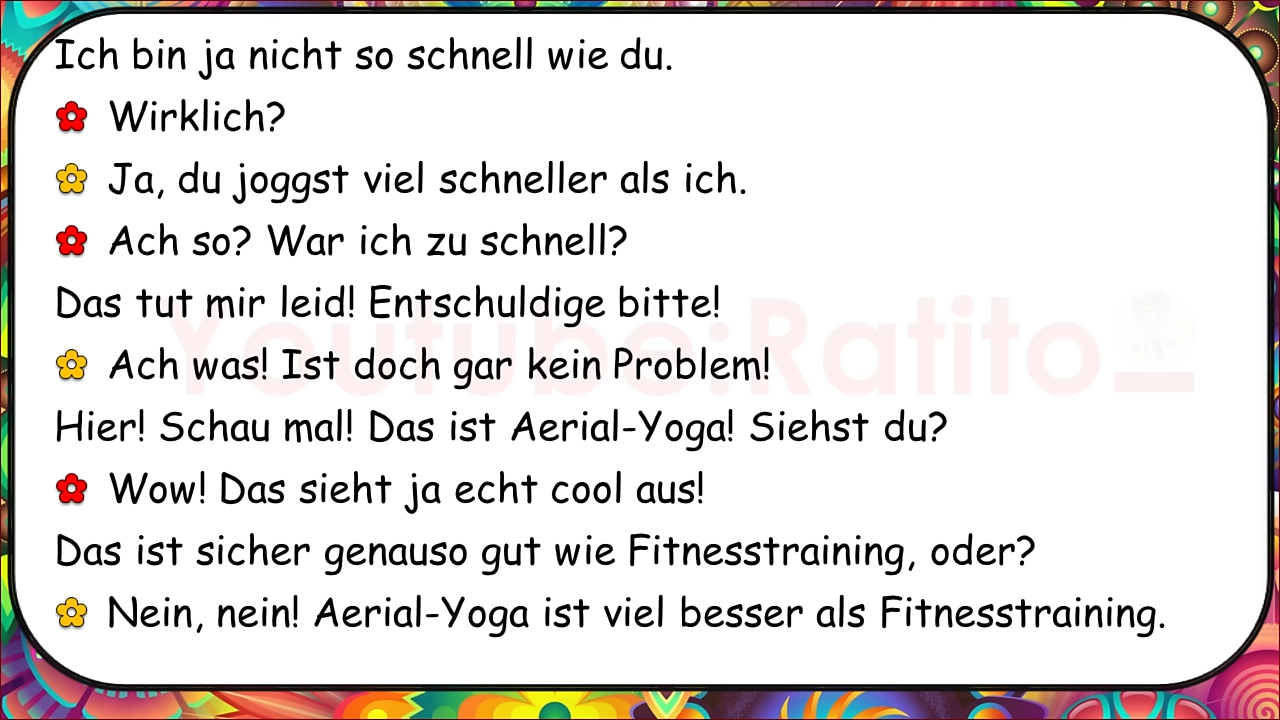 Ich bin ja nicht so schnell wie du.
Wirklich?
Ja, du joggst viel schneller als ich.
Ach so? War ich zu schnell?
Das tut mir leid! Entschuldige bitte!
Youtube:Ratito
Ach was! Ist doch gar kein Problem!
Hier! Schau mal! Das ist Aerial-Yoga! Siehst du?
Wow! Das sieht ja echt cool aus!
Das ist sicher genauso gut wie Fitnesstraining, oder?
Nein, nein! Aerial-Yoga ist viel besser als Fitnesstraining.